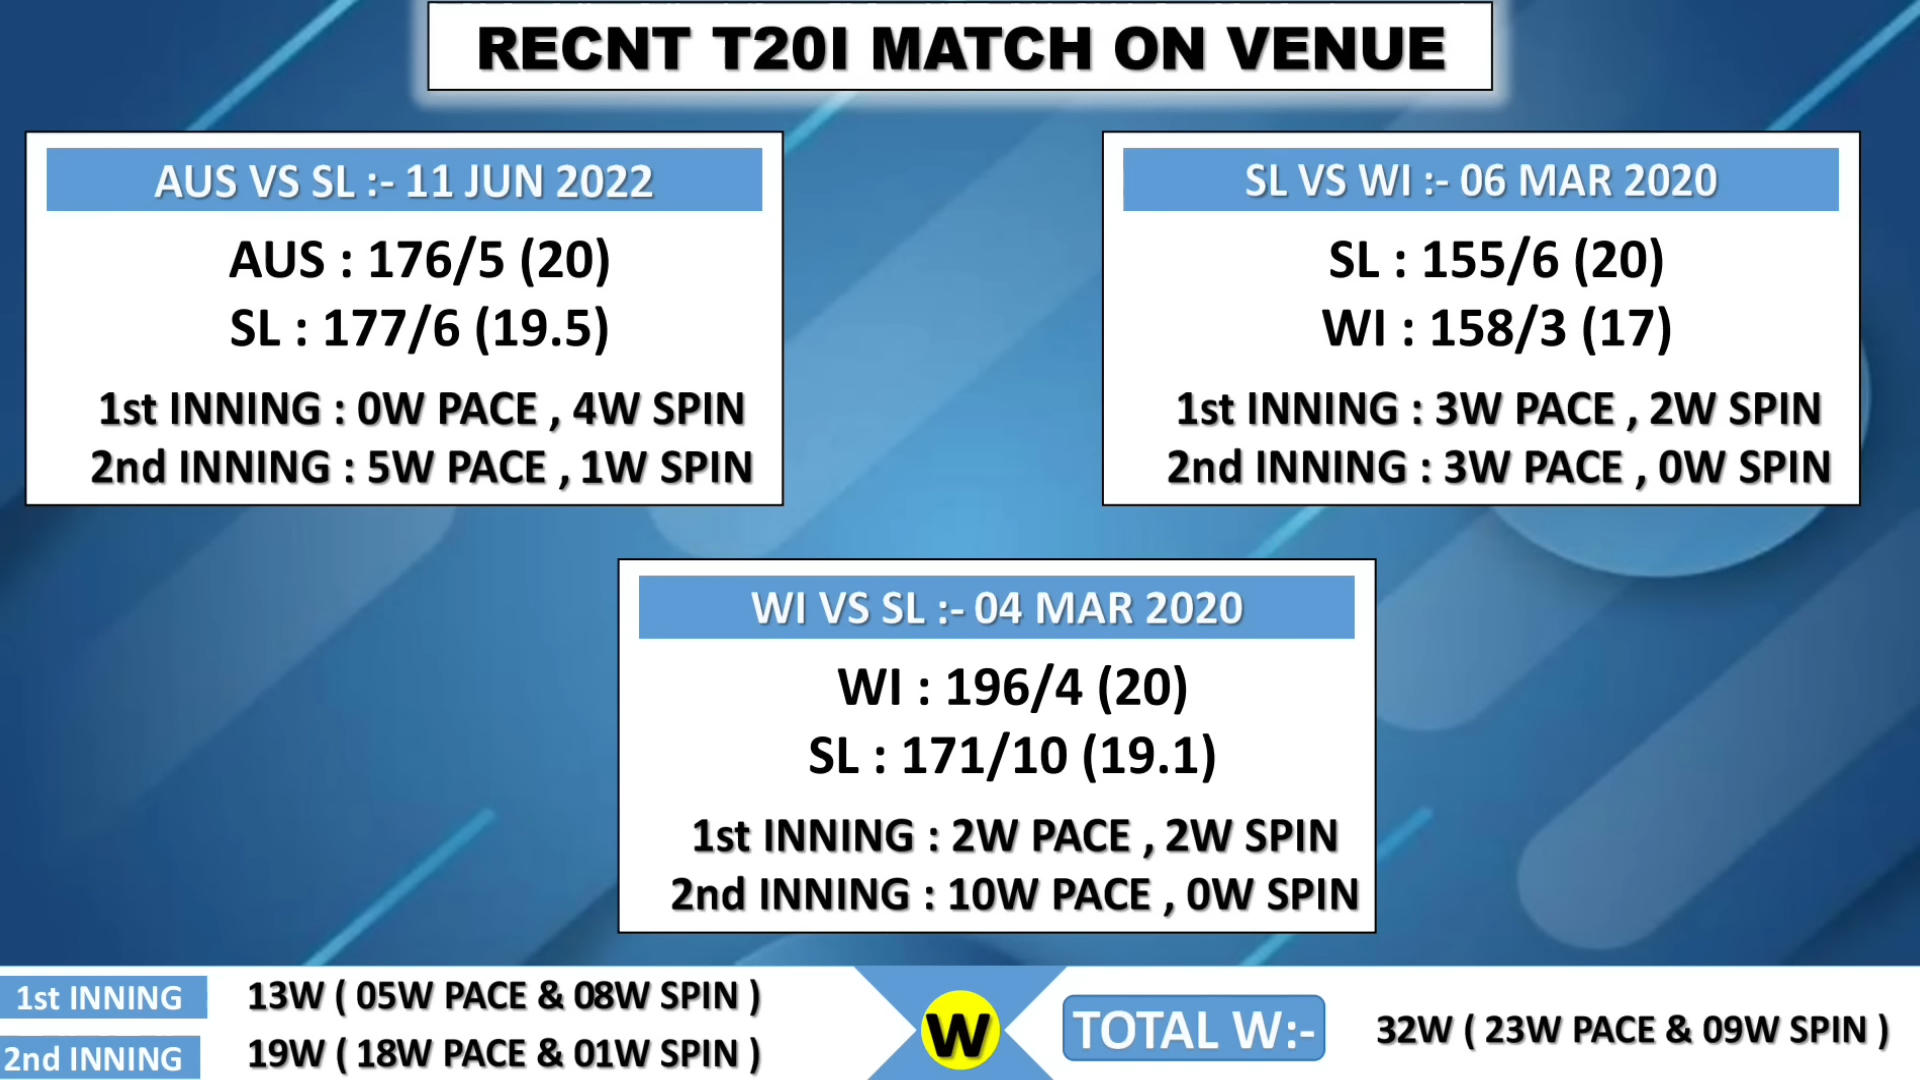 RECNT T20I MATCH ON VENUE
AUS VS SL :- 11 JUN 2022
AUS : 176/5 (20)
SL : 177/6 (19.5)
1st INNING : 0W PACE , 4W SPIN
2nd INNING : 5W PACE , 1W SPIN
SL VS WI :- 06 MAR 2020
SL : 155/6 (20)
WI : 158/3 (17)
1st INNING : 3W PACE , 2W SPIN
2nd INNING : 3W PACE , 0W SPIN
WI VS SL :- 04 MAR 2020
WI : 196/4 (20)
SL : 171/10 (19.1)
1st INNING : 2W PACE , 2W SPIN
2nd INNING : 10W PACE , 0W SPIN
1st INNING 13W ( 05W PACE & 08W SPIN )
2nd INNING 19W ( 18W PACE & 01W SPIN )
W
TOTAL W:- 32W ( 23W PACE & 09W SPIN )